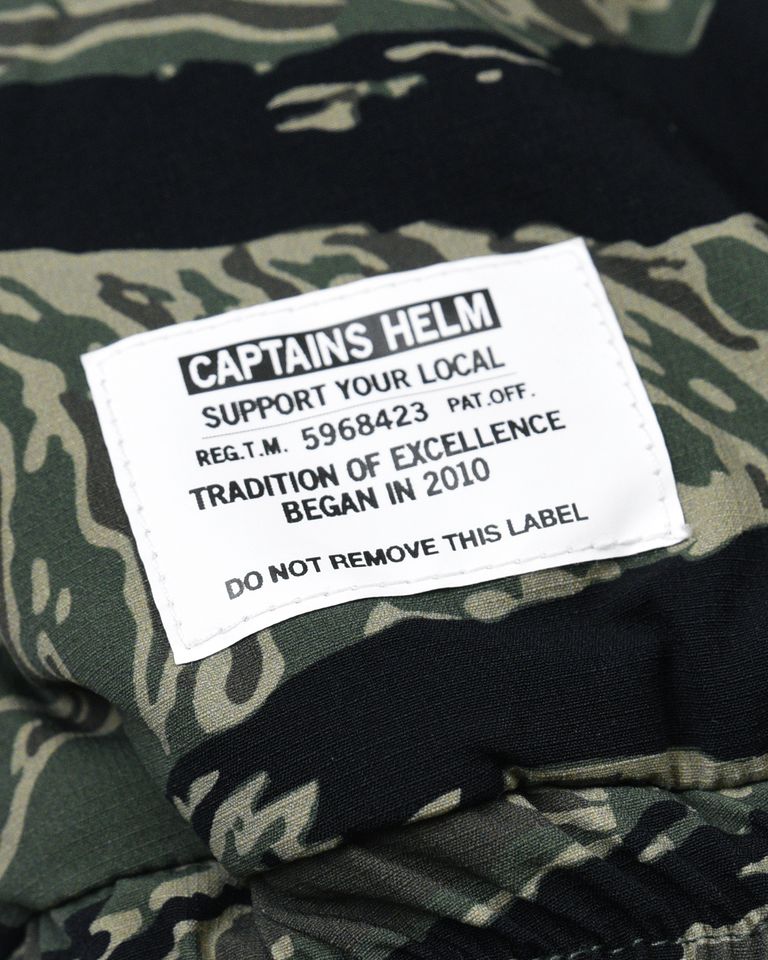 CAPTAINS HELM
SUPPORT YOUR LOCAL
REG.T.M. 5968423 PAT.OFF.
TRADITION OF EXCELLENCE
BEGAN IN 2010
DO NOT REMOVE THIS LABEL